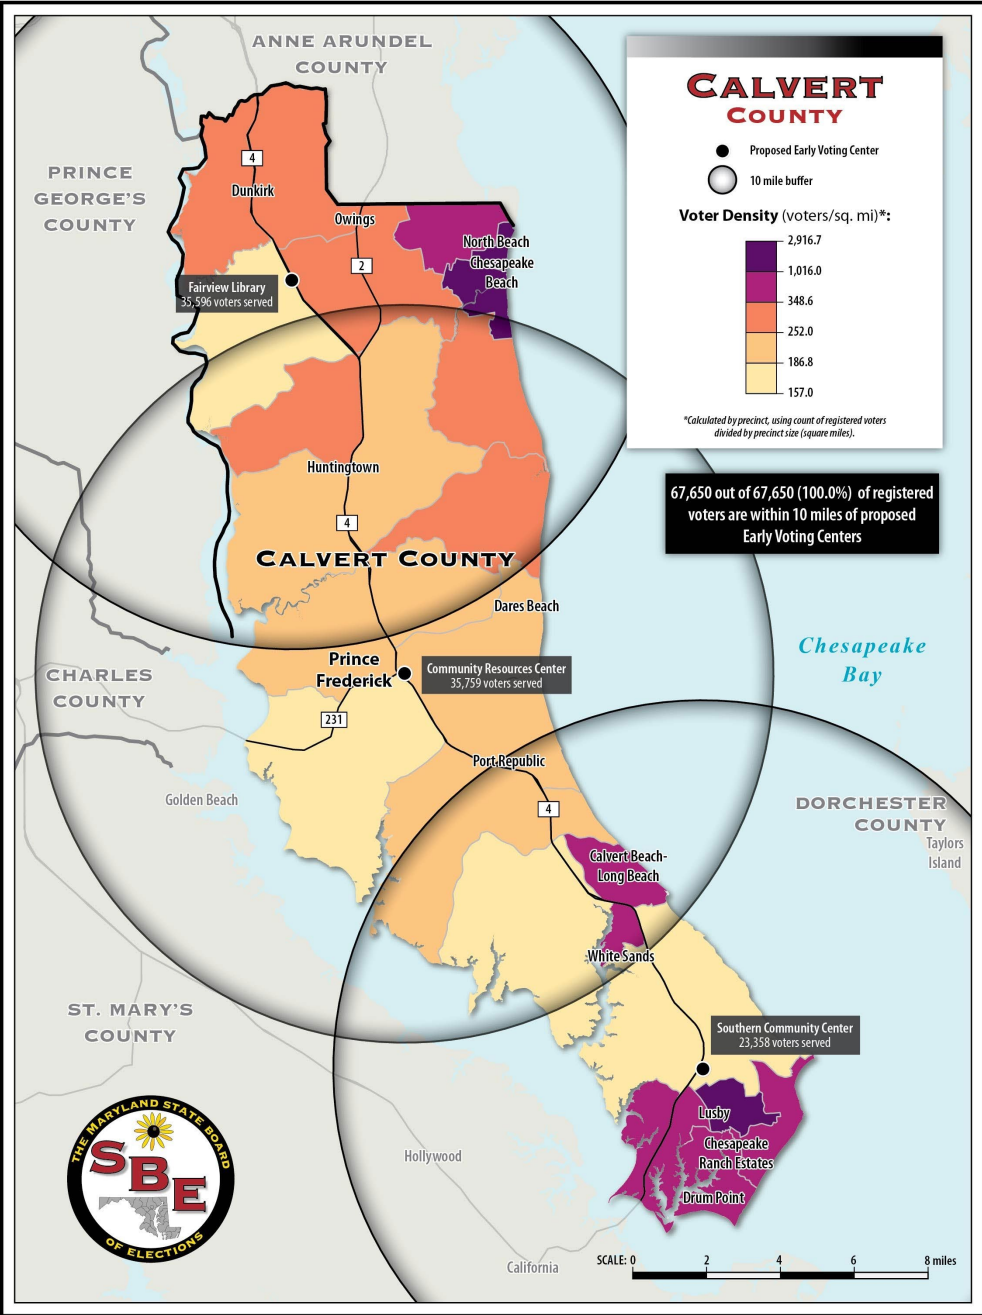 ANNE ARUNDEL
COUNTY
PRINCE
GEORGE'S
COUNTY
CALVERT
COUNTY
Proposed Early Voting Center
10 mile buffer
Voter Density (voters/sq. mi)*:
2,916.7
1,016.0
348.6
252.0
186.8
157.0
*Calculated by precinct, using count of registered voters
divided by precinct size (square miles).
67,650 out of 67,650 (100.0%) of registered
voters are within 10 miles of proposed
Early Voting Centers
4
Dunkirk
Owings
2
North Beach
Chesapeake
Beach
Fairview Library
35,596 voters served
Huntingtown
4
CALVERT COUNTY
Dares Beach
Chesapeake
Bay
Prince
Frederick
Community Resources Center
35,759 voters served
CHARLES
COUNTY
231
Port Republic
Golden Beach
4
DORCHESTER
COUNTY
Taylors
Island
Calvert Beach-
Long Beach
White Sands
ST. MARY'S
COUNTY
Southern Community Center
23,358 voters served
Lusby
Chesapeake
Ranch Estates
Drum Point
Hollywood
California
THE MARYLAND STATE BOARD
SBE
OF ELECTIONS
SCALE: 0 2 4 6 8 miles